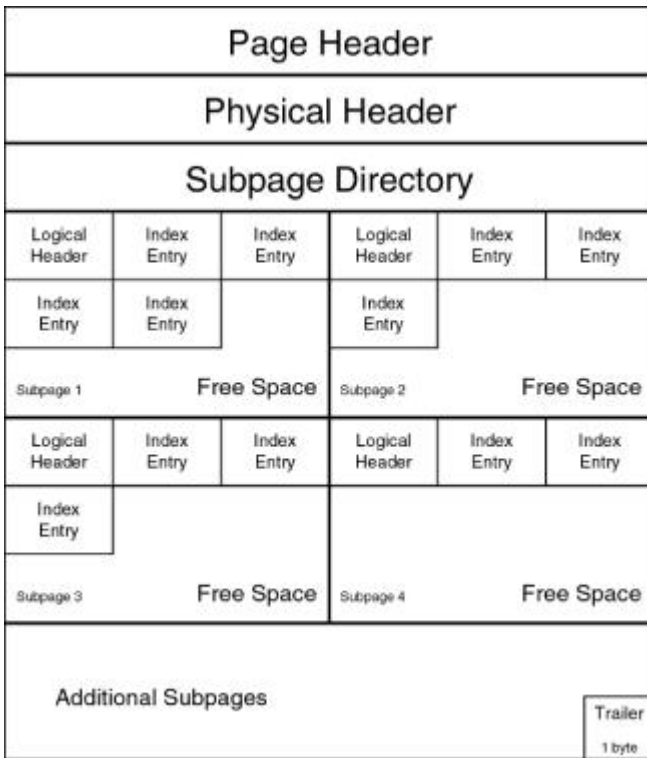 Page Header
Physical Header
Subpage Directory
Logical Header
Index Entry
Index Entry
Logical Header
Index Entry
Index Entry
Index Entry
Index Entry
Index Entry
Subpage 1
Free Space
Subpage 2
Free Space
Logical Header
Index Entry
Index Entry
Logical Header
Index Entry
Index Entry
Index Entry
Subpage 3
Free Space
Subpage 4
Free Space
Additional Subpages
Trailer
1 byte